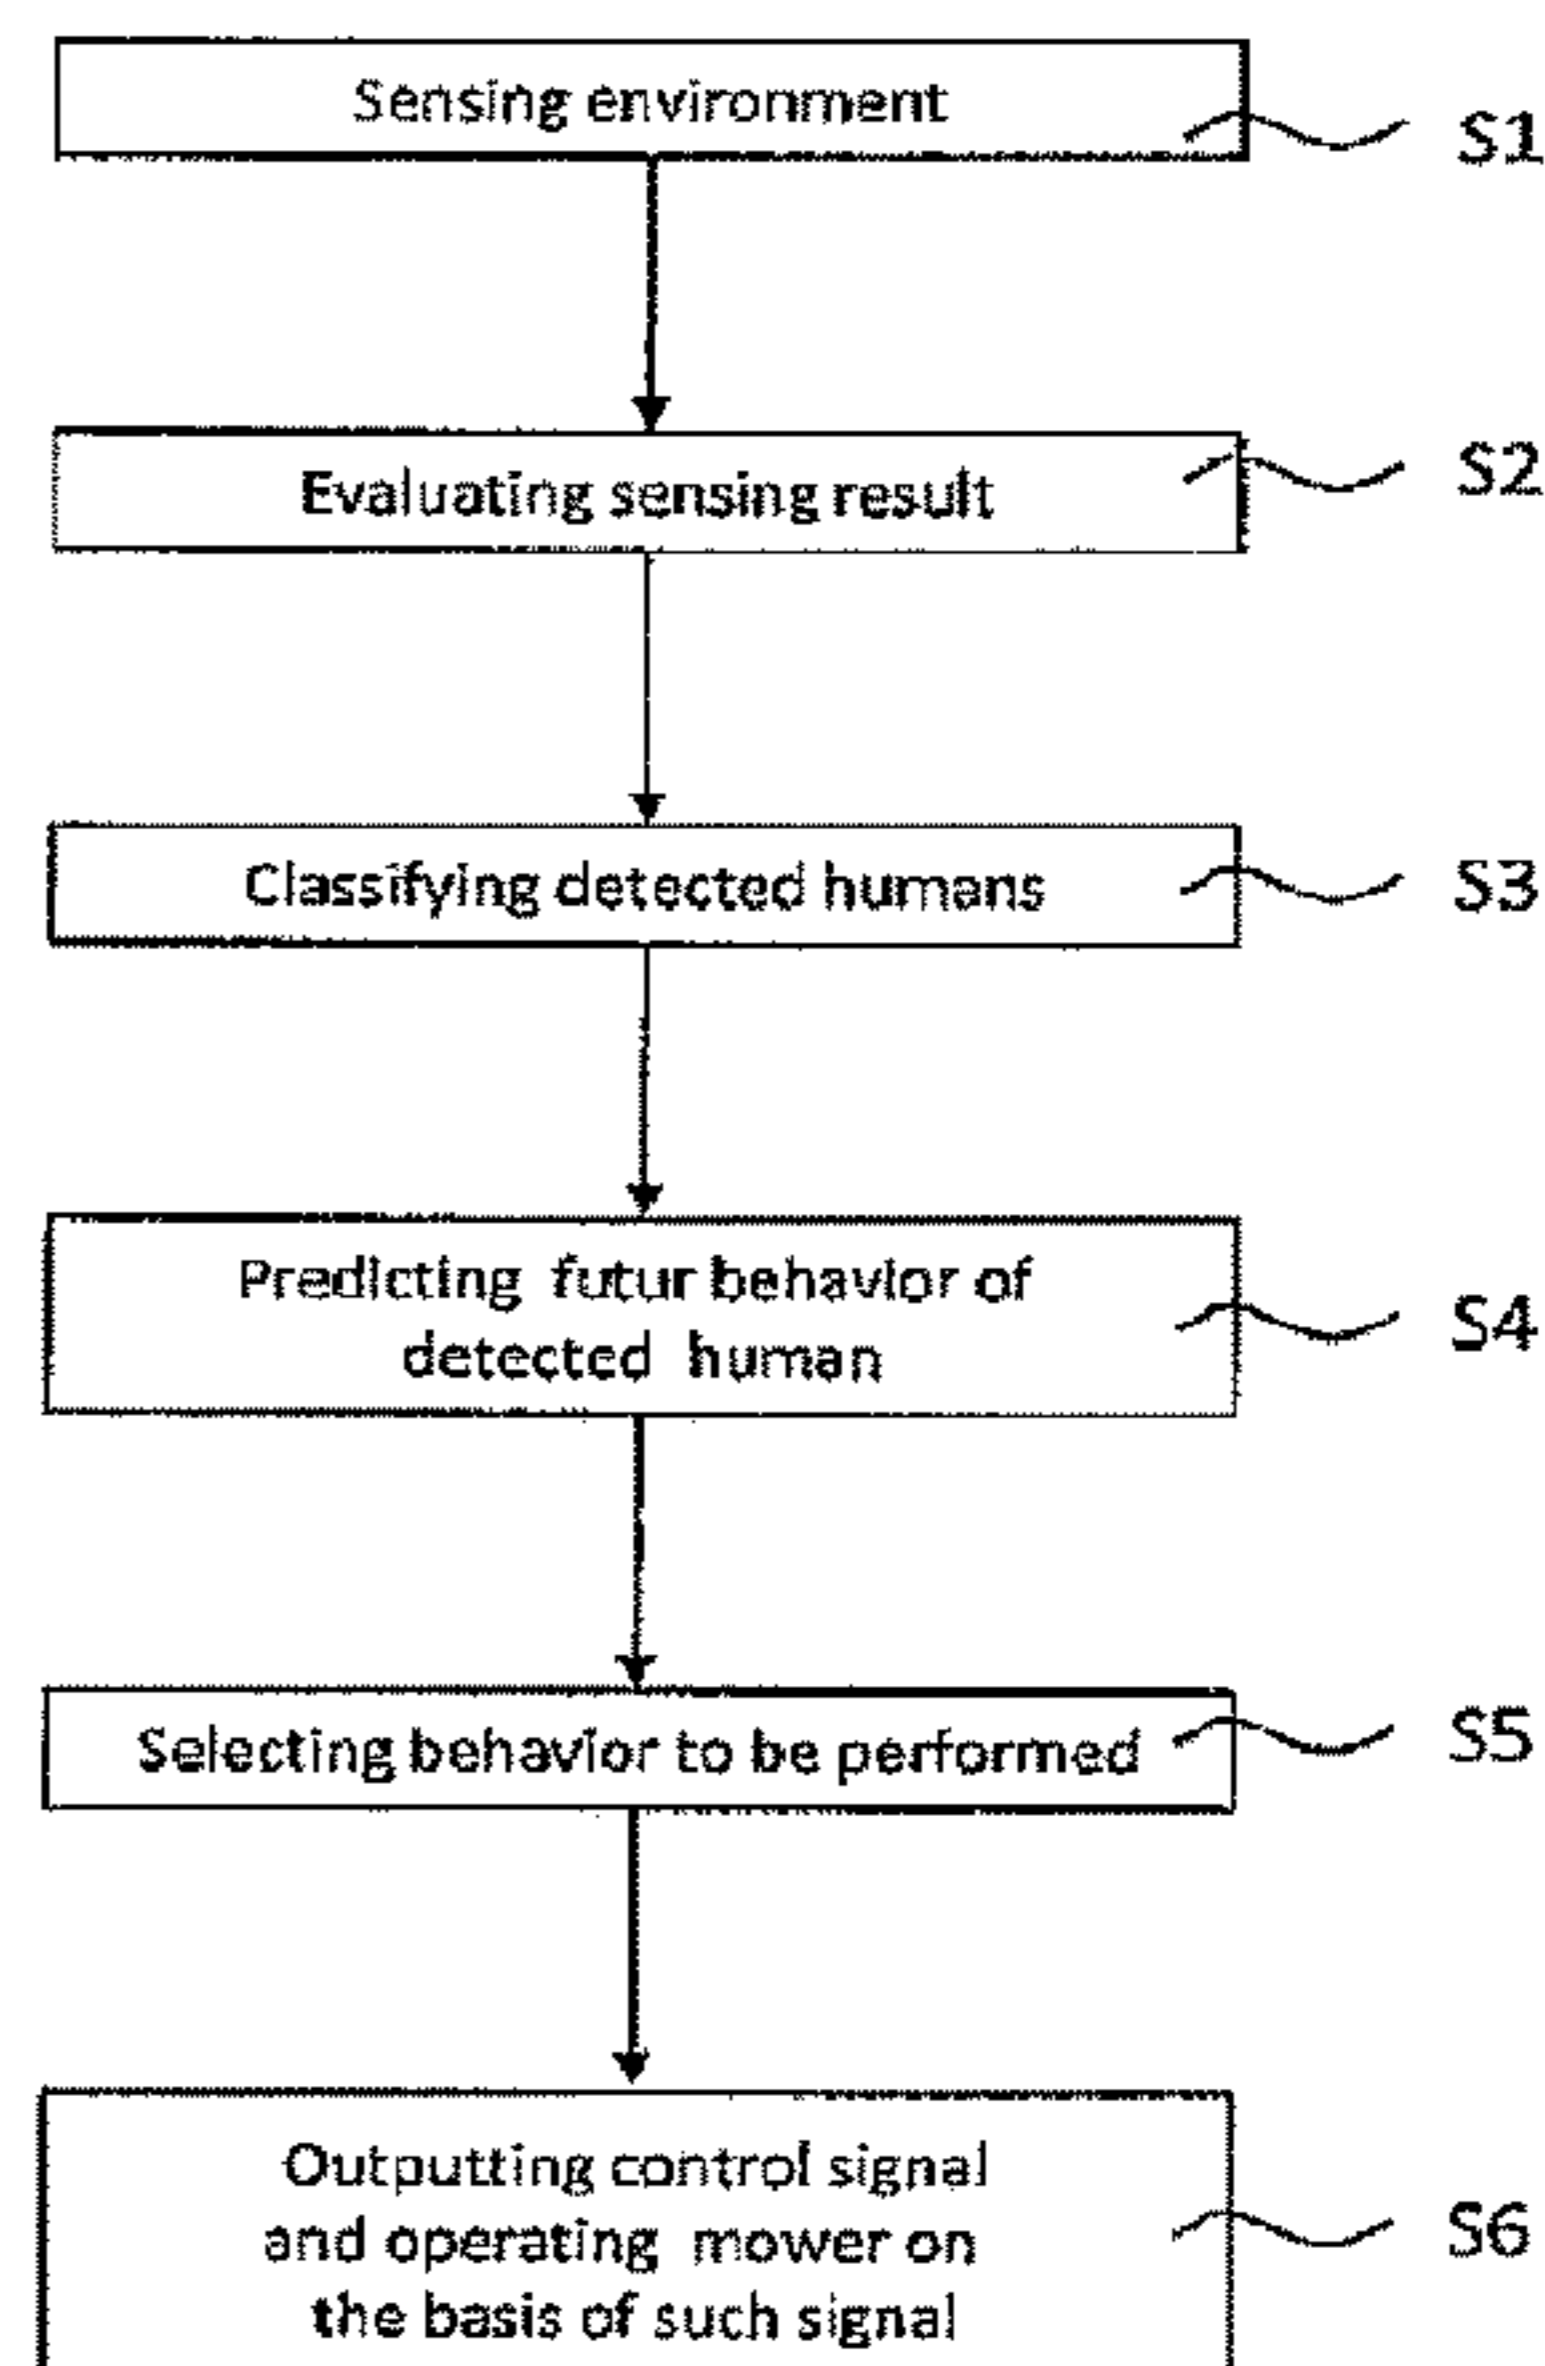 Sensing environment
S1
Evaluating sensing result
S2
Classifying detected humans
S3
Predicting futur behavior of
detected human
S4
Selecting behavior to be performed
S5
Outputting control signal
and operating mower on
the basis of such signal
S6